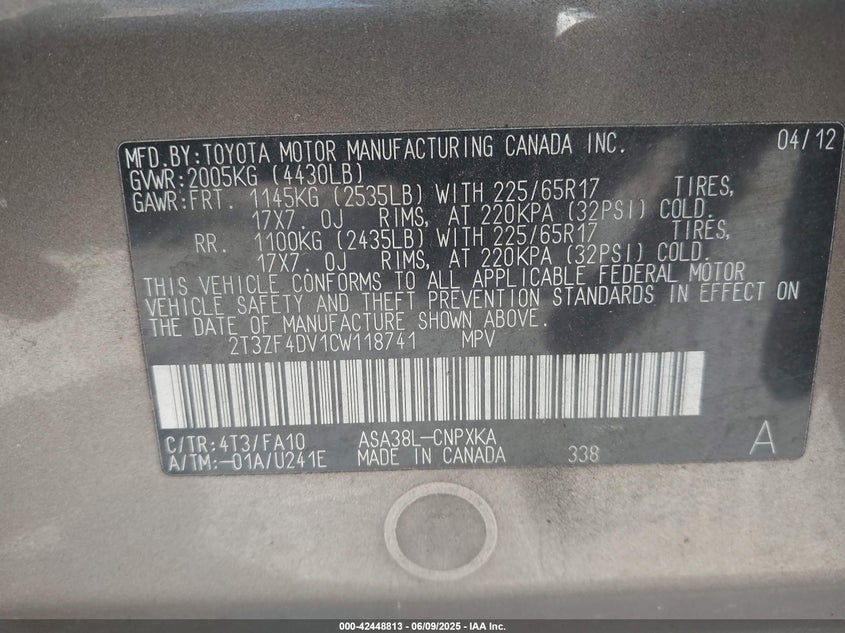 MFD.BY:TOYOTA MOTOR MANUFACTURING CANADA INC. 04/12
GVWR:2005KG (4430LB)
GAWR:FRT. 1145KG (2535LB) WITH 225/65R17 TIRES,
17X7. 0J RIMS, AT 220KPA (32PSI) COLD.
RR. 1100KG (2435LB) WITH 225/65R17 TIRES,
17X7. 0J RIMS, AT 220KPA (32PSI) COLD.
THIS VEHICLE CONFORMS TO ALL APPLICABLE FEDERAL MOTOR
VEHICLE SAFETY AND THEFT PREVENTION STANDARDS IN EFFECT ON
THE DATE OF MANUFACTURE SHOWN ABOVE.
2T3ZF4DV1CW118741 MPV
C/TR:4T3/FA10 ASA38L-CNPXKA
A/TM:-01A/U241E MADE IN CANADA 338 A
000-42448813 - 06/09/2025 - IAA Inc.